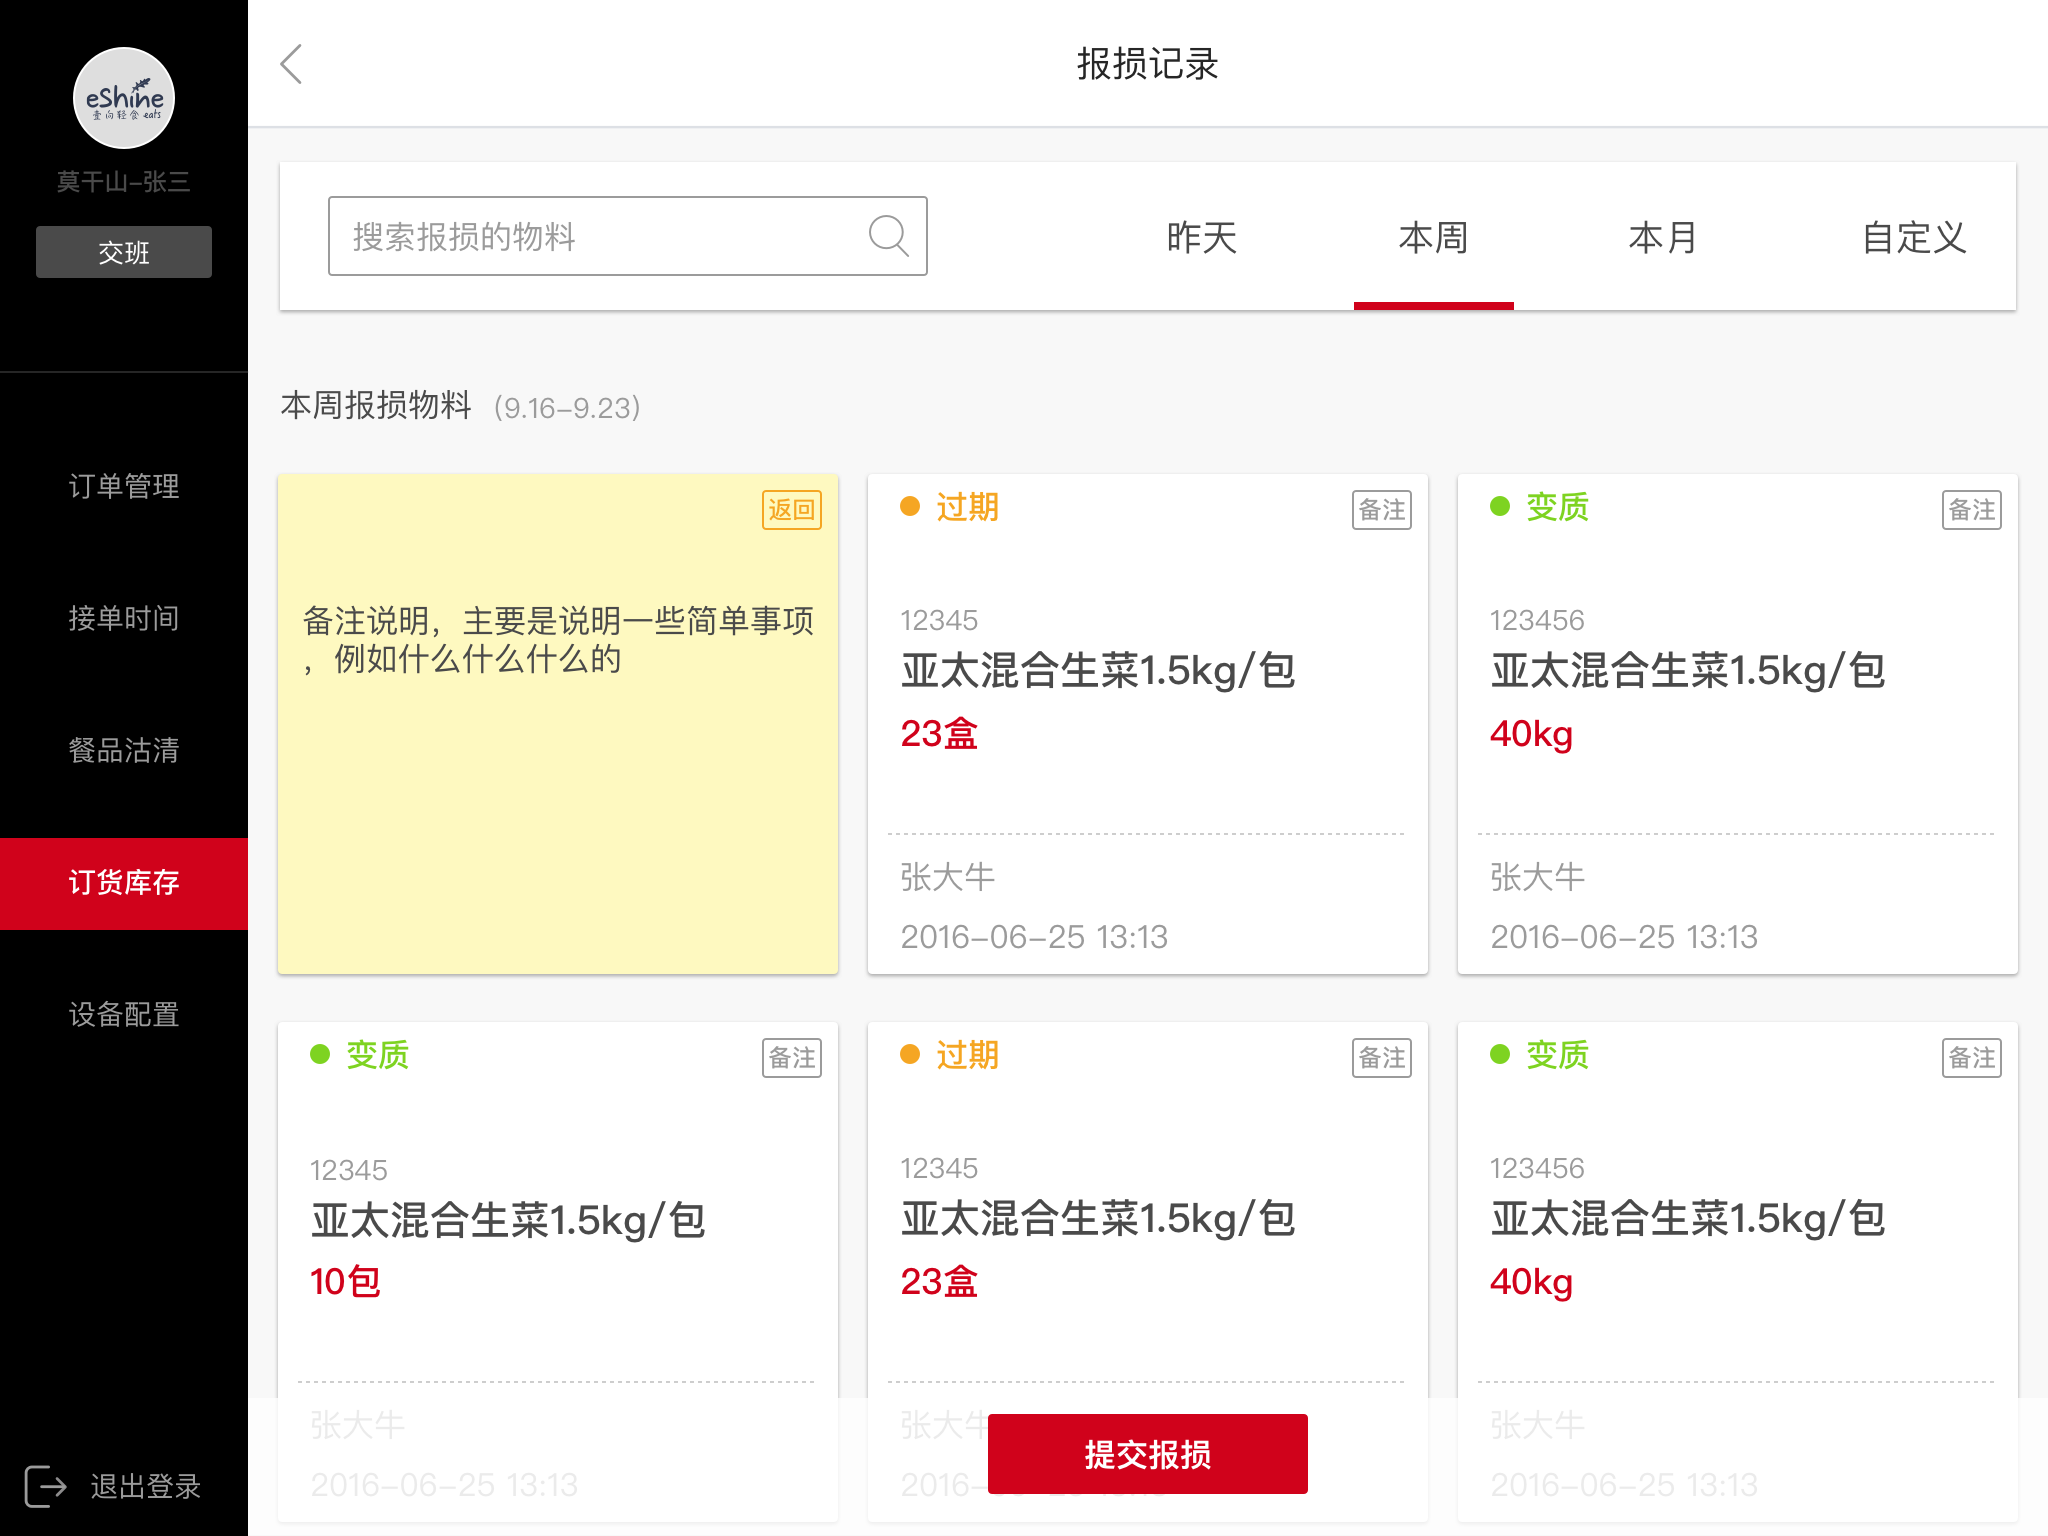 eShine
壹向轻食 eats
莫干山-张三
交班
订单管理
接单时间
餐品沽清
订货库存
设备配置
退出登录
报损记录
搜索报损的物料
昨天
本周
本月
自定义
本周报损物料 (9.16-9.23)
返回
备注说明，主要是说明一些简单事项
，例如什么什么什么的
过期
备注
12345
亚太混合生菜1.5kg/包
23盒
张大牛
2016-06-25 13:13
变质
备注
123456
亚太混合生菜1.5kg/包
40kg
张大牛
2016-06-25 13:13
变质
备注
12345
亚太混合生菜1.5kg/包
10包
张大牛
2016-06-25 13:13
过期
备注
12345
亚太混合生菜1.5kg/包
23盒
张大牛
2016-
变质
备注
123456
亚太混合生菜1.5kg/包
40kg
张大牛
2016-06-25 13:13
提交报损